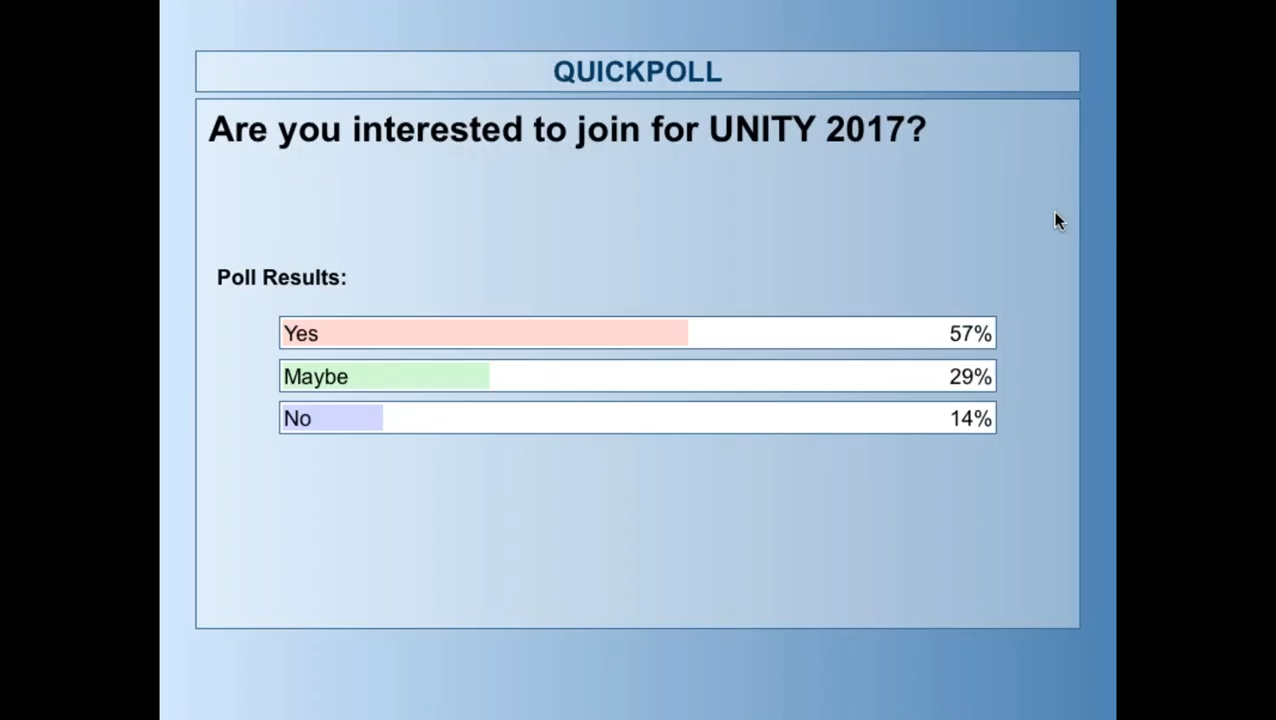 QUICKPOLL
Are you interested to join for UNITY 2017?
Poll Results:
Yes 57%
Maybe 29%
No 14%